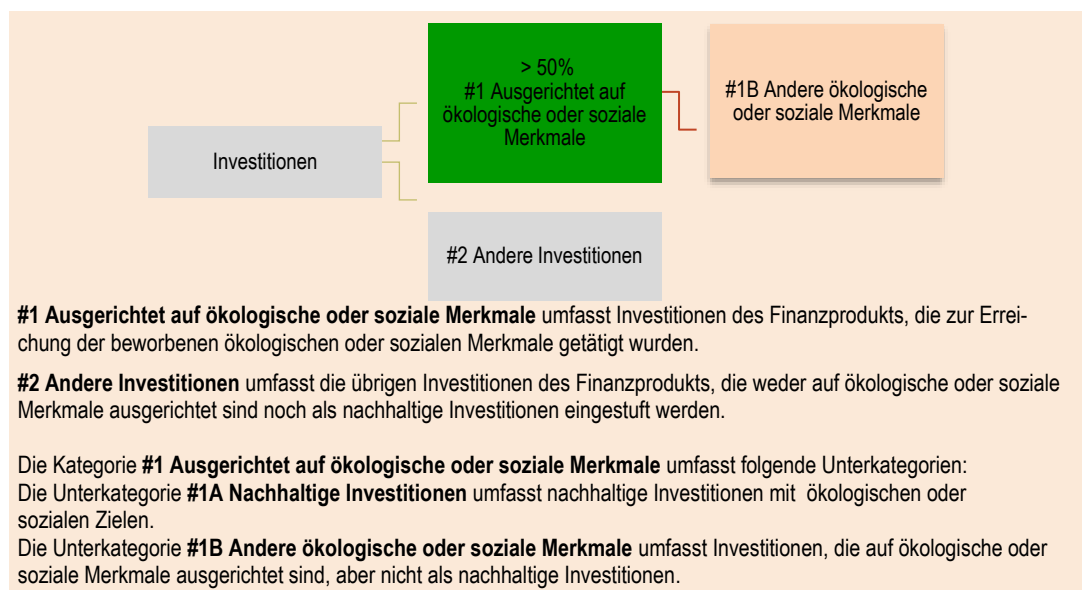 > 50%
#1 Ausgerichtet auf
ökologische oder soziale
Merkmale
#1B Andere ökologische
oder soziale Merkmale
Investitionen
#2 Andere Investitionen
#1 Ausgerichtet auf ökologische oder soziale Merkmale umfasst Investitionen des Finanzprodukts, die zur Errei-
chung der beworbenen ökologischen oder sozialen Merkmale getätigt wurden.
#2 Andere Investitionen umfasst die übrigen Investitionen des Finanzprodukts, die weder auf ökologische oder soziale
Merkmale ausgerichtet sind noch als nachhaltige Investitionen eingestuft werden.
Die Kategorie #1 Ausgerichtet auf ökologische oder soziale Merkmale umfasst folgende Unterkategorien:
Die Unterkategorie #1A Nachhaltige Investitionen umfasst nachhaltige Investitionen mit ökologischen oder
sozialen Zielen.
Die Unterkategorie #1B Andere ökologische oder soziale Merkmale umfasst Investitionen, die auf ökologische oder
soziale Merkmale ausgerichtet sind, aber nicht als nachhaltige Investitionen.